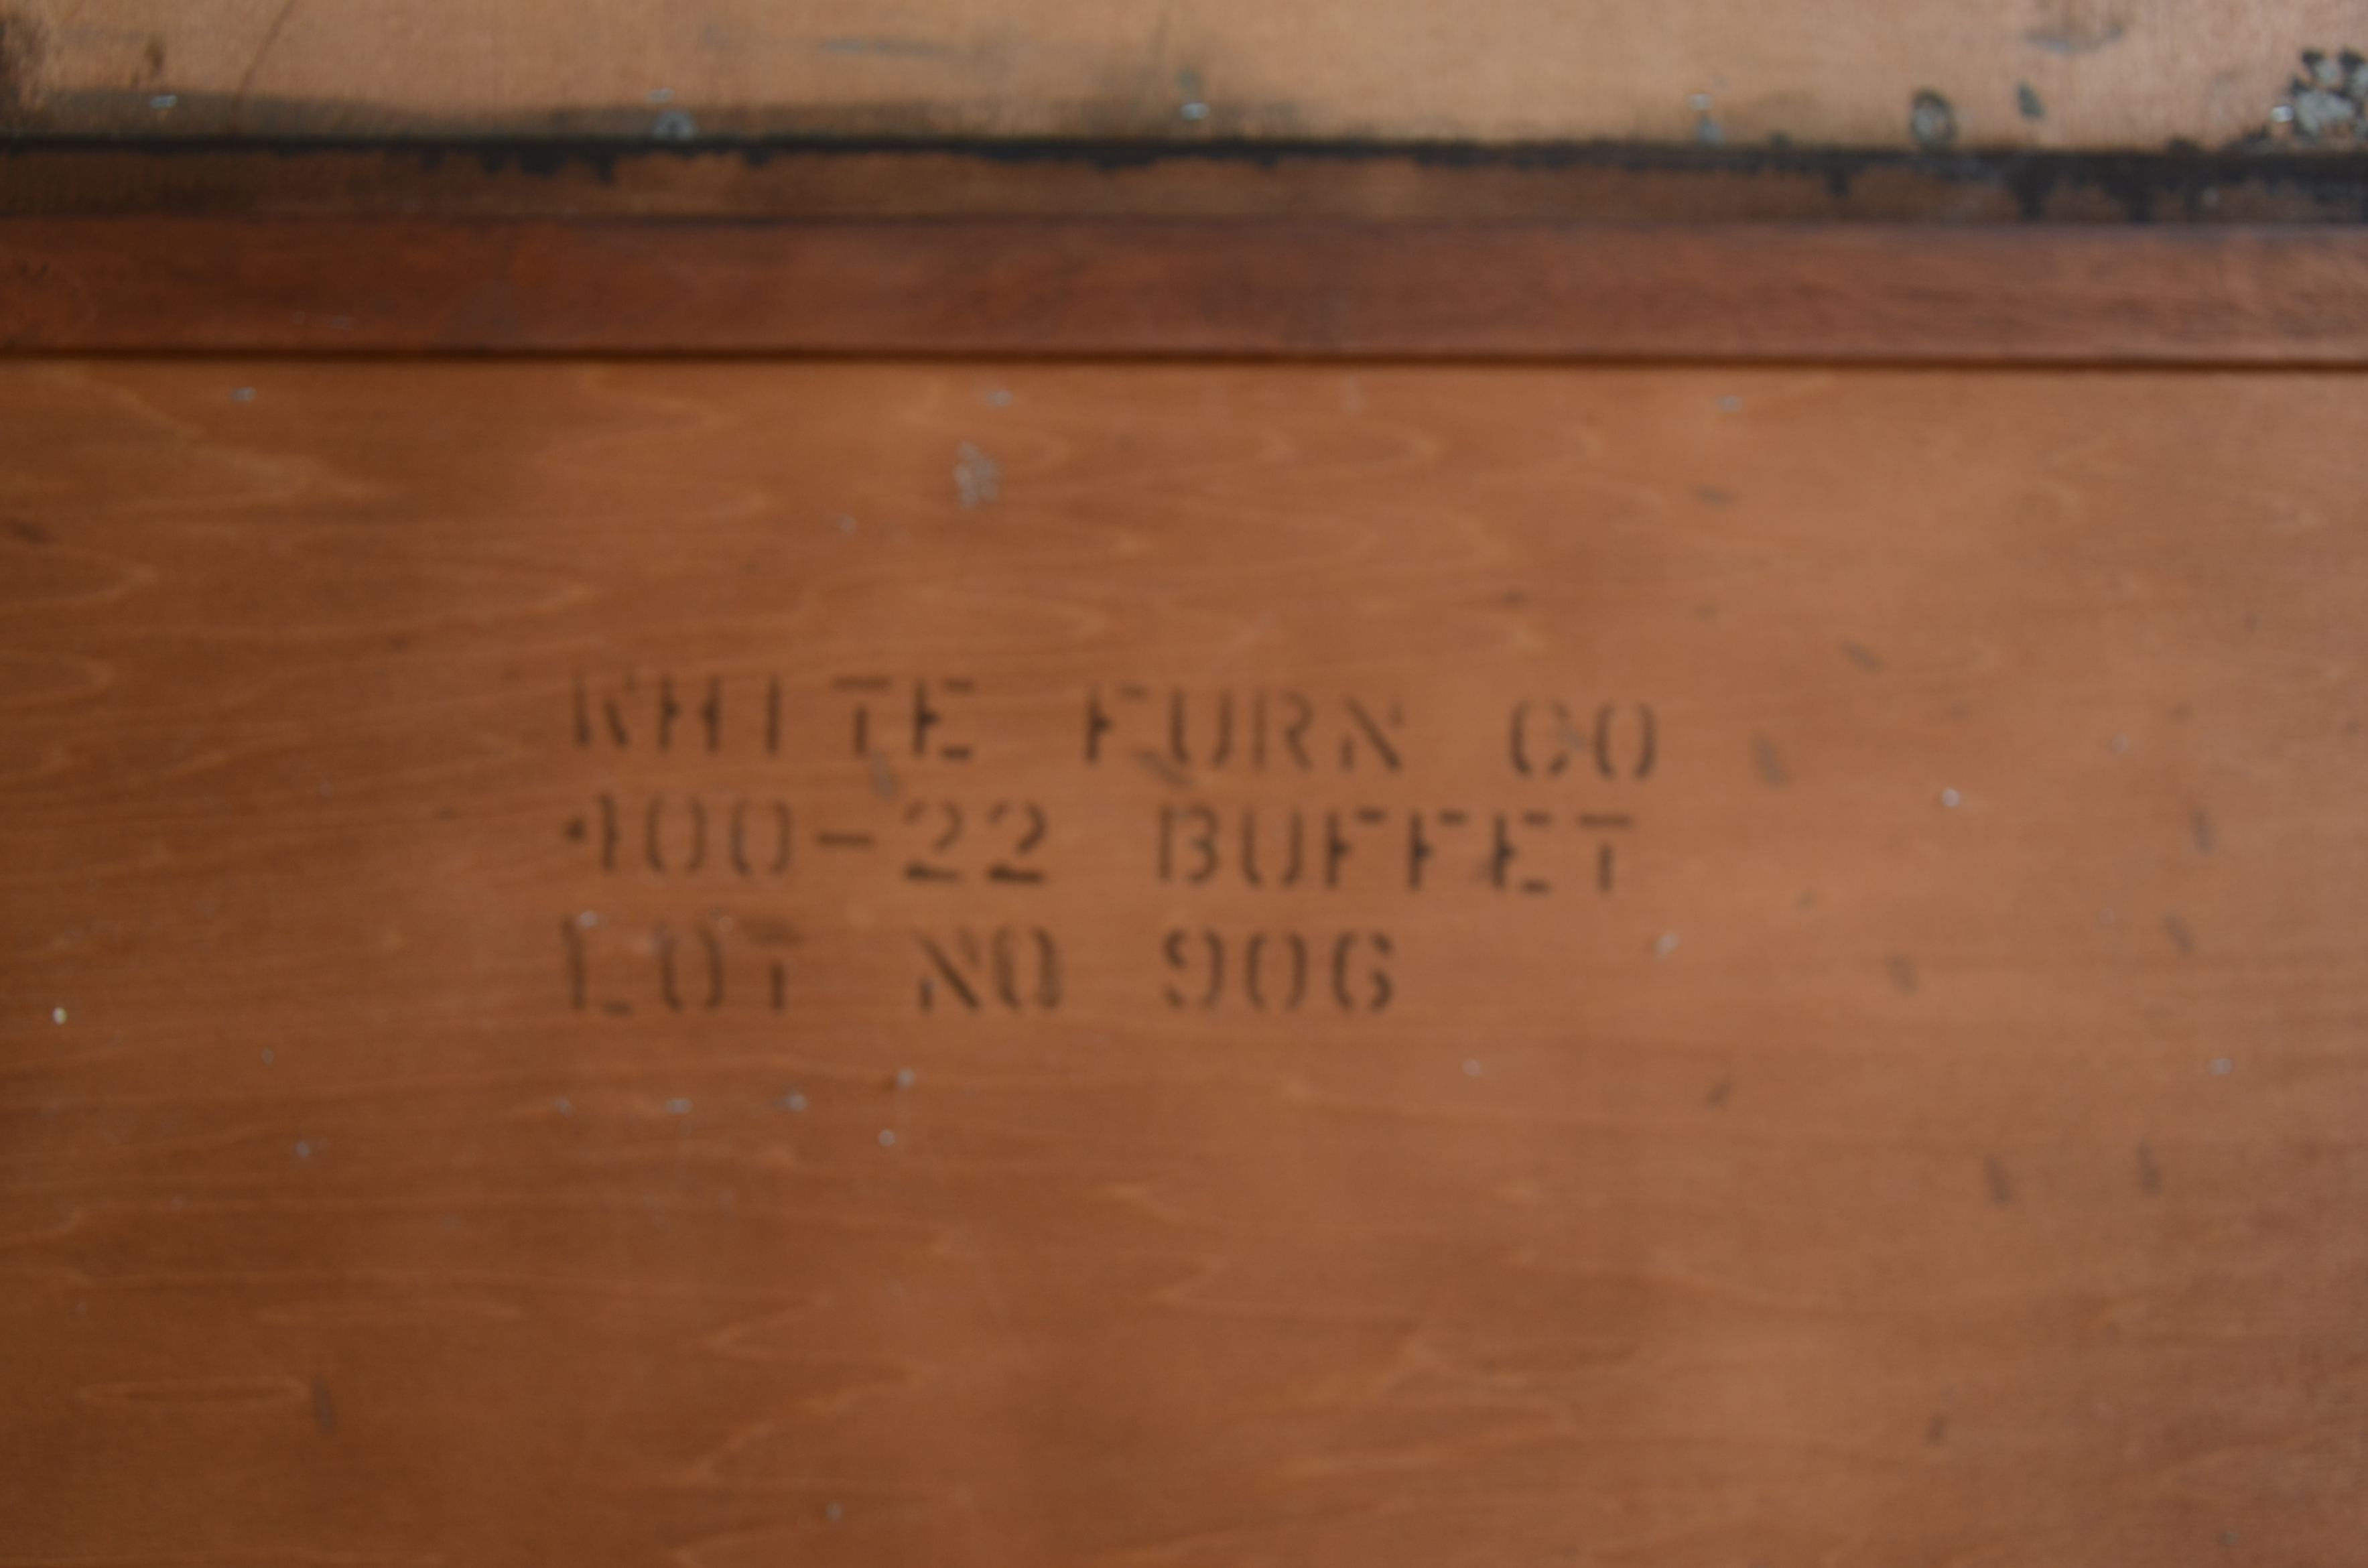 WHITE FURN CO
400-22 BUFFET
LOT NO 906